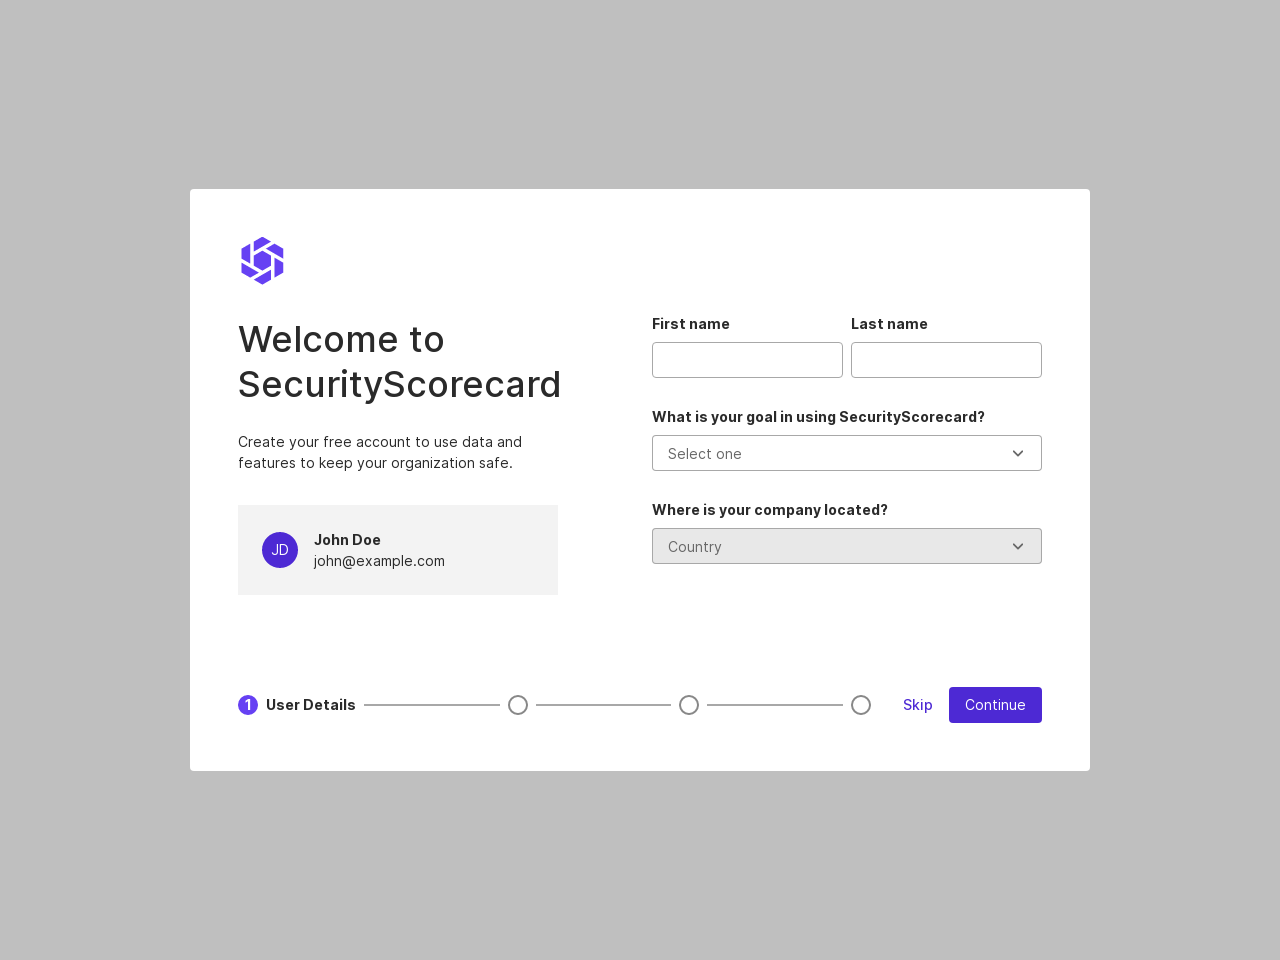 Welcome to
SecurityScorecard
Create your free account to use data and
features to keep your organization safe.
JD
John Doe
john@example.com
First name
Last name
What is your goal in using SecurityScorecard?
Select one
Where is your company located?
Country
1 User Details
Skip
Continue